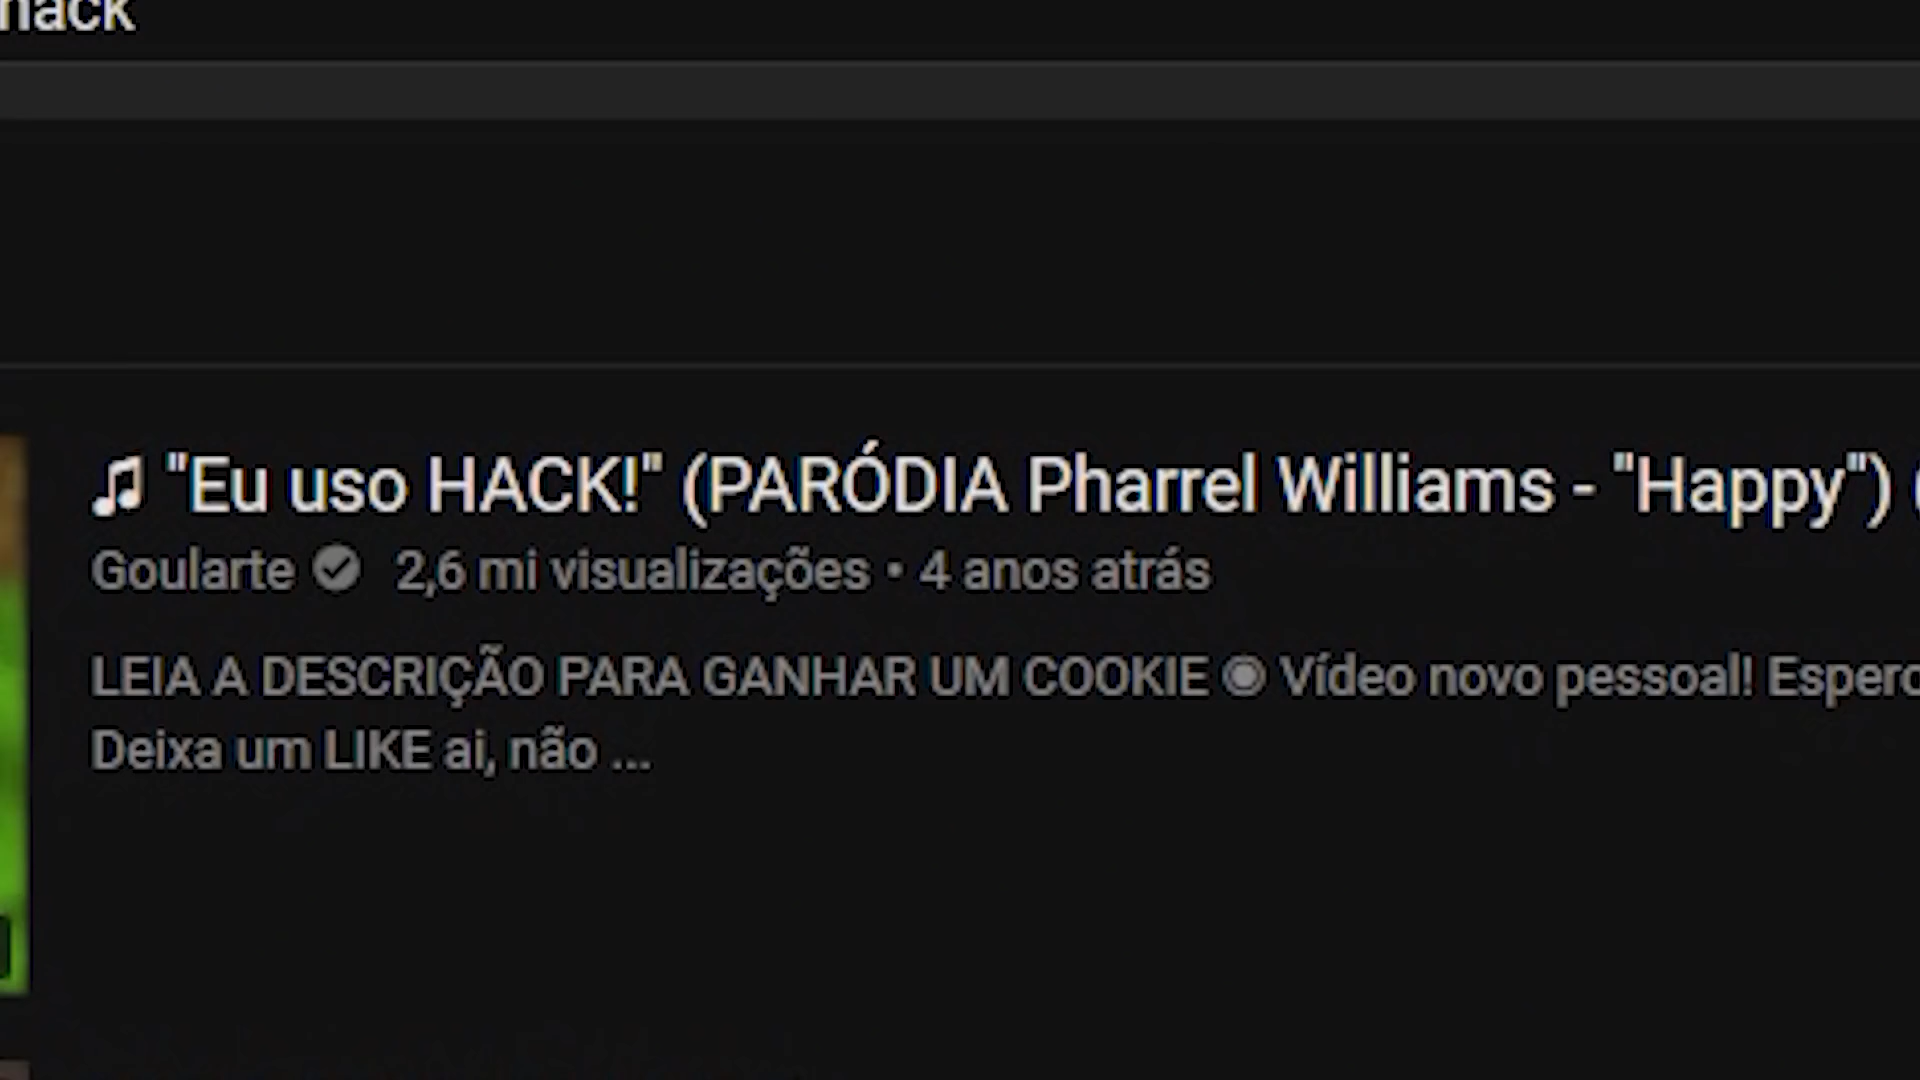 hack
♫ "Eu uso HACK!" (PARÓDIA Pharrel Williams - "Happy") (
Goularte 2,6 mi visualizações • 4 anos atrás
LEIA A DESCRIÇÃO PARA GANHAR UM COOKIE ◉ Vídeo novo pessoal! Espero
Deixa um LIKE ai, não ...